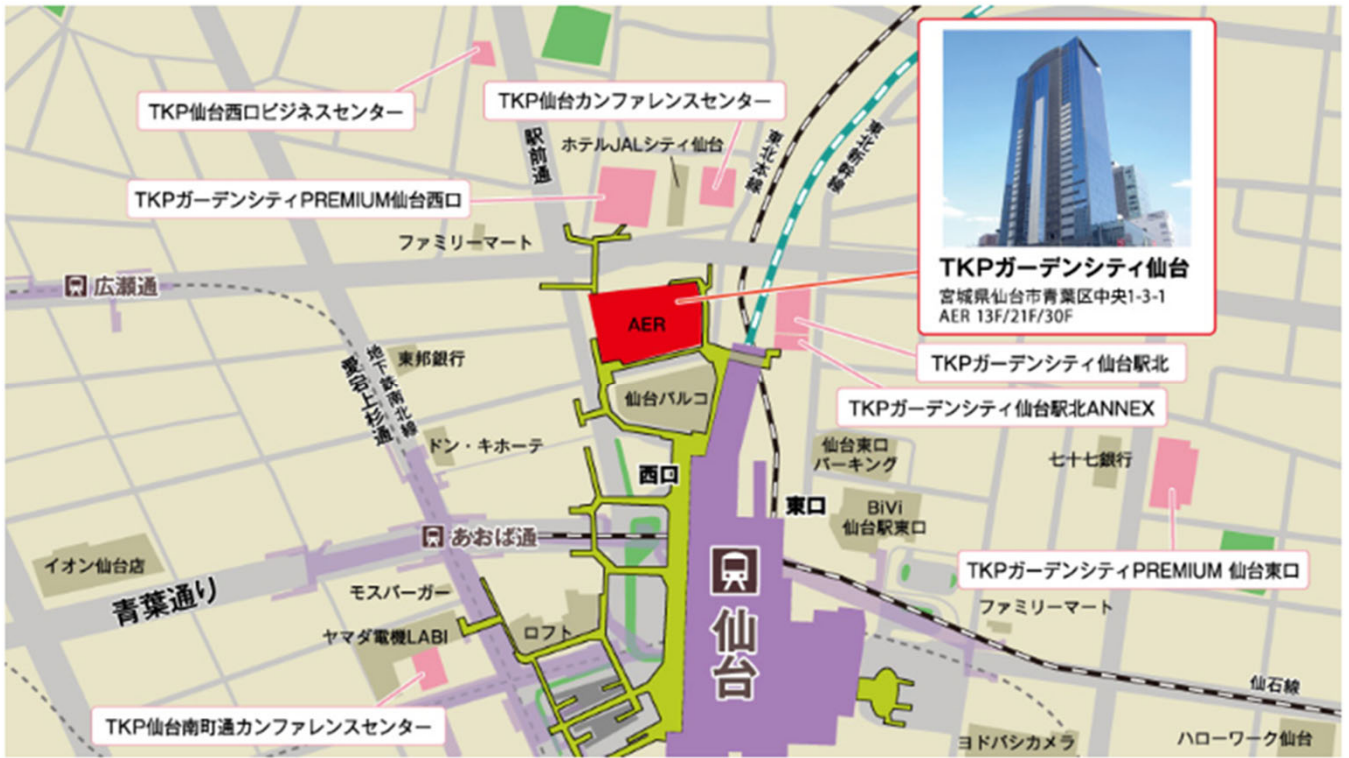 TKP仙台西口ビジネスセンター
TKP仙台カンファレンスセンター
駅前通
ホテルJALシティ仙台
東北本線
東北新幹線
TKPガーデンシティPREMIUM仙台西口
ファミリーマート
広瀬通
TKPガーデンシティ仙台
宮城県仙台市青葉区中央1-3-1
AER 13F/21F/30F
AER
東邦銀行
地下鉄南北線
愛宕上杉通
仙台パルコ
TKPガーデンシティ仙台駅北
TKPガーデンシティ仙台駅北ANNEX
ドン・キホーテ
西口
仙台東口
パーキング
七十七銀行
東口
BiVi
仙台駅東口
あおば通
イオン仙台店
青葉通り
モスバーガー
ヤマダ電機LABI
ロフト
仙台
TKPガーデンシティPREMIUM 仙台東口
ファミリーマート
仙石線
TKP仙台南町通カンファレンスセンター
ヨドバシカメラ
ハローワーク仙台